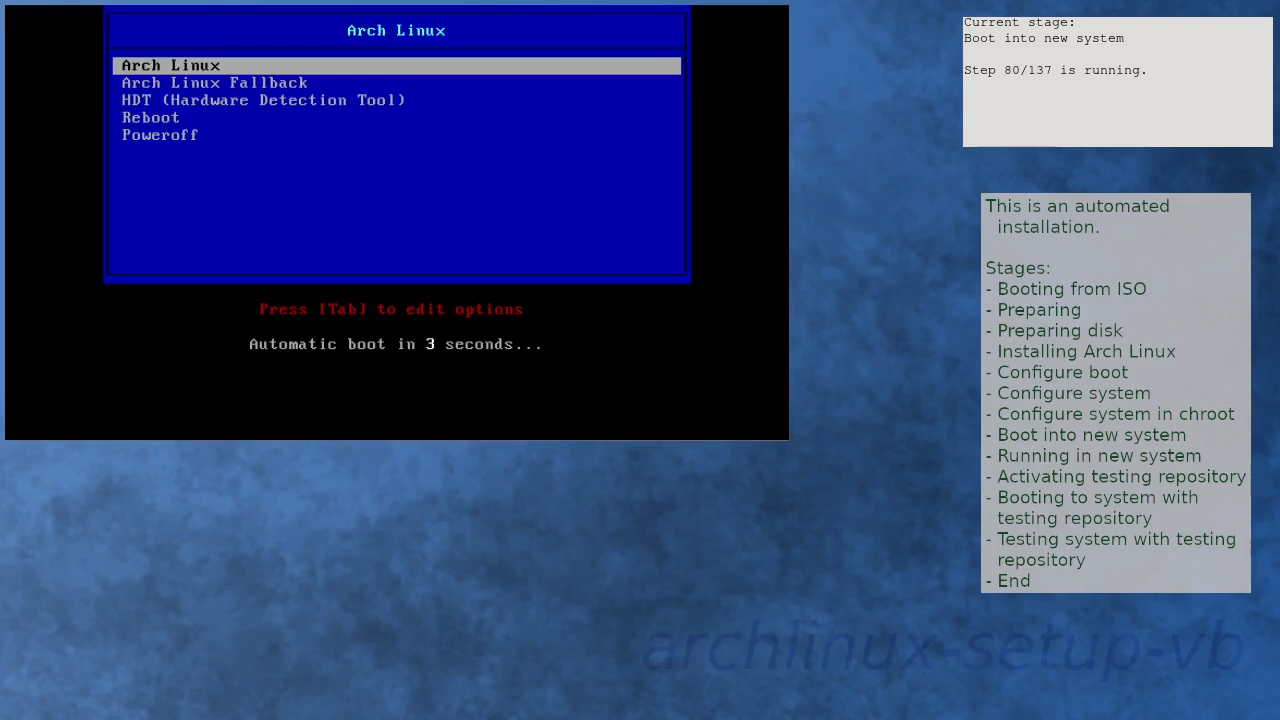 Arch Linux
Arch Linux
Arch Linux Fallback
HDT (Hardware Detection Tool)
Reboot
Poweroff
Press [Tab] to edit options
Automatic boot in 3 seconds...
Current stage:
Boot into new system
Step 80/137 is running.
This is an automated
installation.
Stages:
- Booting from ISO
- Preparing
- Preparing disk
- Installing Arch Linux
- Configure boot
- Configure system
- Configure system in chroot
- Boot into new system
- Running in new system
- Activating testing repository
- Booting to system with
testing repository
- Testing system with testing
repository
- End
archlinux-setup-vb